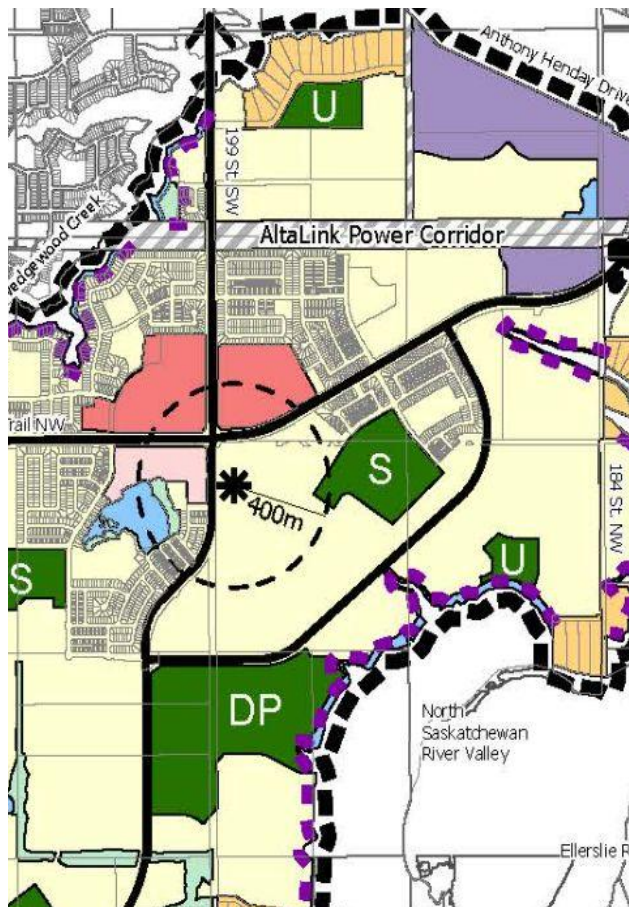 Anthony Henday Drive
U
199 St. SW
AltaLink Power Corridor
edgewood Creek
Trail NW
S
400m
184 St. NW
S
U
DP
North
Saskatchewan
River Valley
Ellerslie R